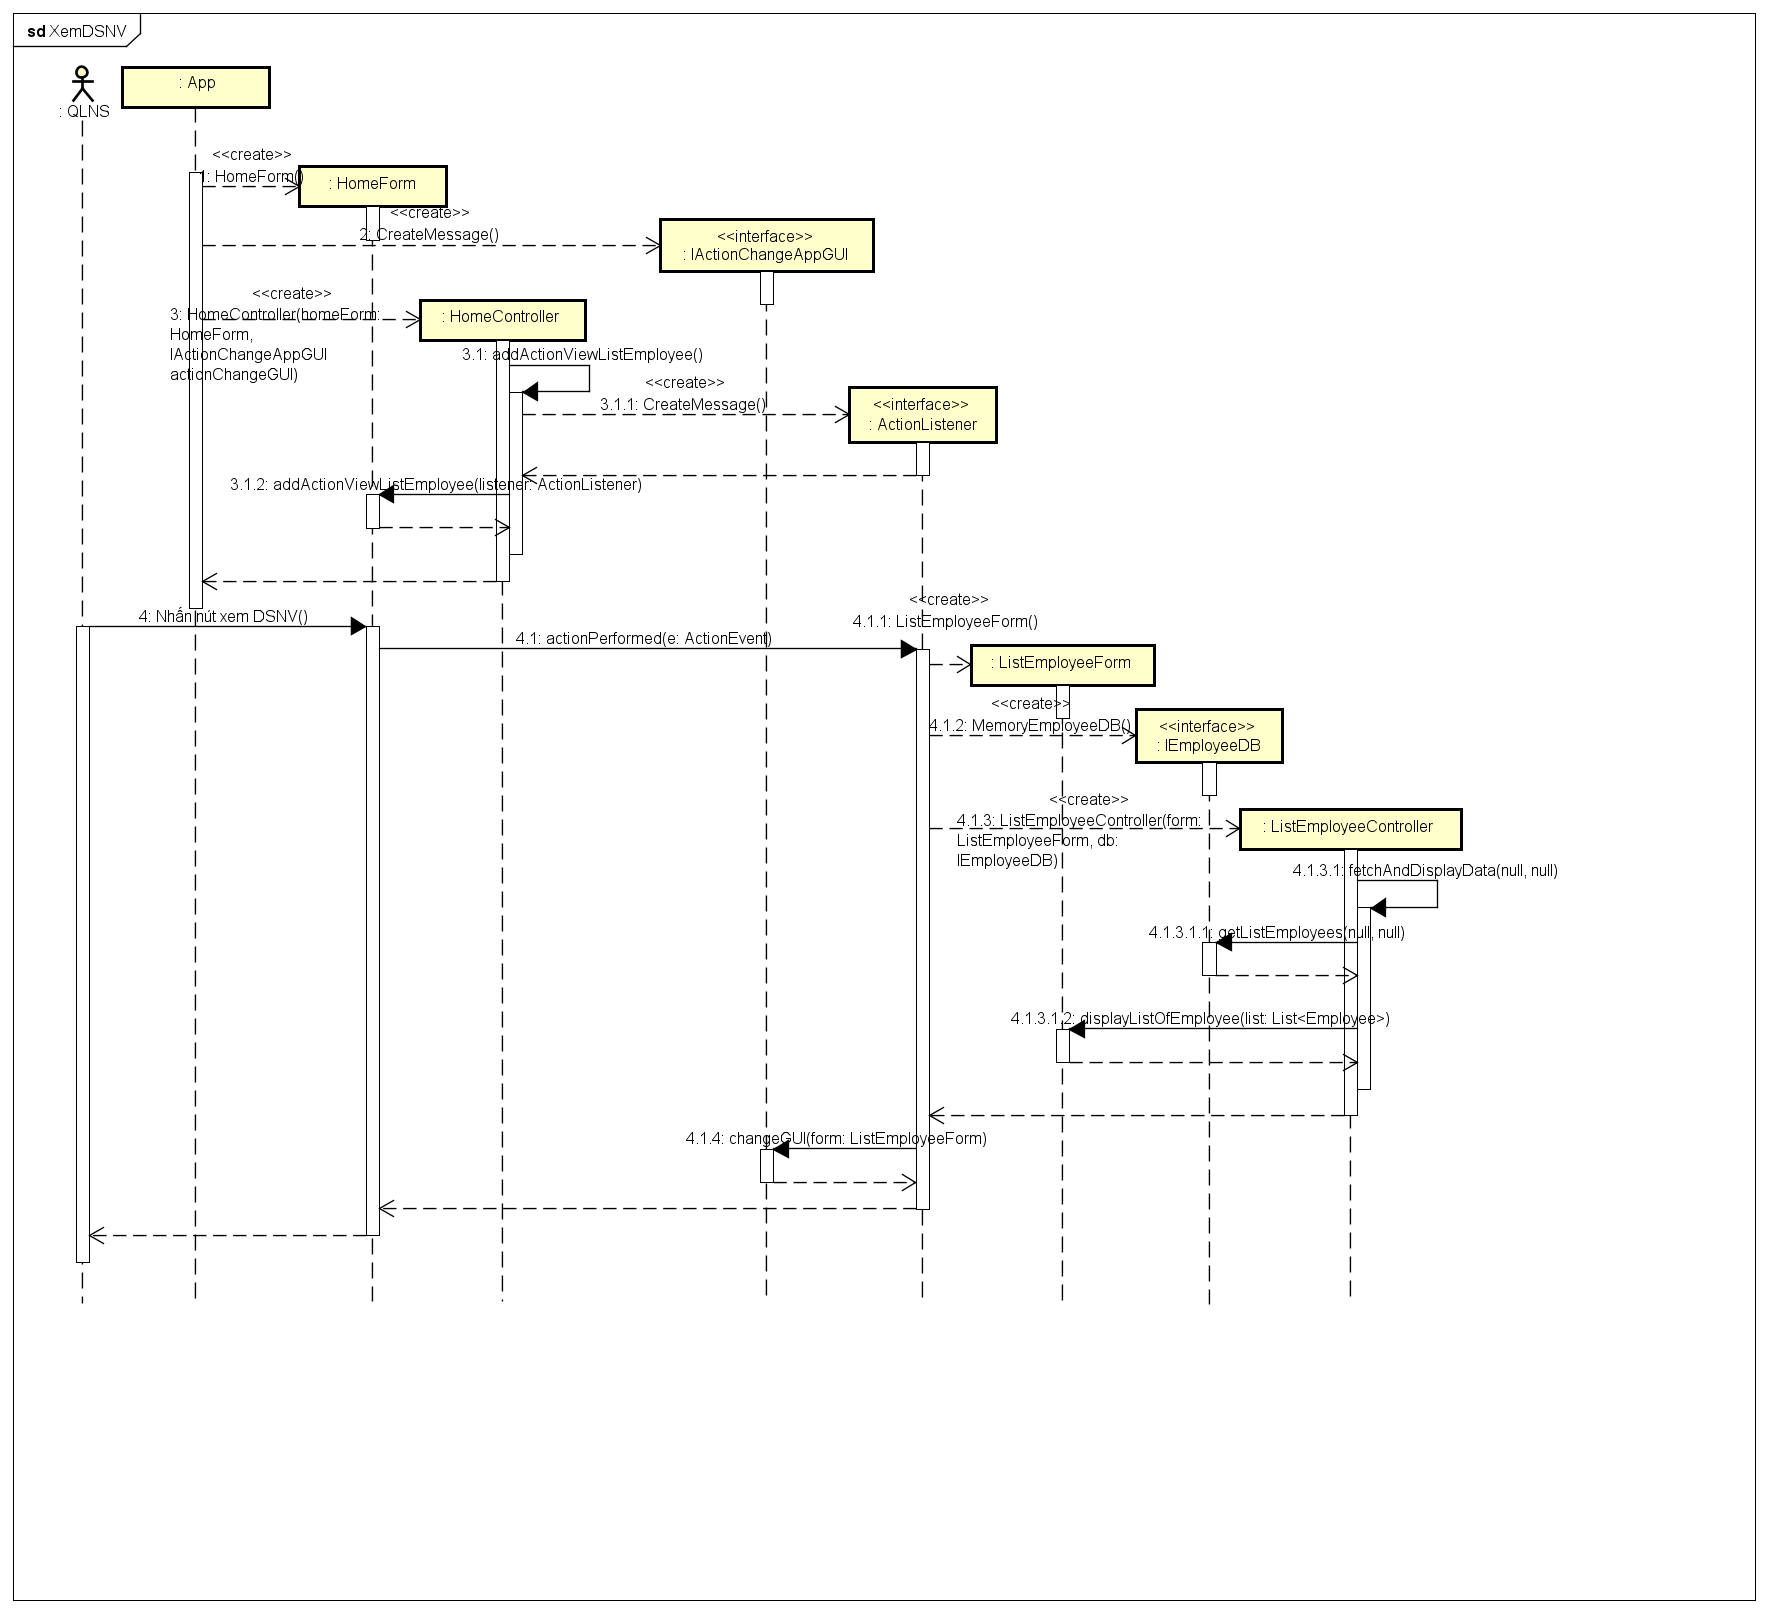 sd XemDSNV
: QLNS
: App
<<create>>
1: HomeForm()
: HomeForm
<<create>>
2: CreateMessage()
<<interface>>
: IActionChangeAppGUI
<<create>>
3: HomeController(homeForm:
HomeForm,
IActionChangeAppGUI
actionChangeGUI)
: HomeController
3.1: addActionViewListEmployee()
<<create>>
3.1.1: CreateMessage()
<<interface>>
: ActionListener
3.1.2: addActionViewListEmployee(listener: ActionListener)
4: Nhấn nút xem DSNV()
4.1: actionPerformed(e: ActionEvent)
<<create>>
4.1.1: ListEmployeeForm()
: ListEmployeeForm
<<create>>
4.1.2: MemoryEmployeeDB()
<<interface>>
: IEmployeeDB
<<create>>
4.1.3: ListEmployeeController(form:
ListEmployeeForm, db:
IEmployeeDB)
: ListEmployeeController
4.1.3.1: fetchAndDisplayData(null, null)
4.1.3.1.1: getListEmployees(null, null)
4.1.3.1.2: displayListOfEmployee(list: List<Employee>)
4.1.4: changeGUI(form: ListEmployeeForm)